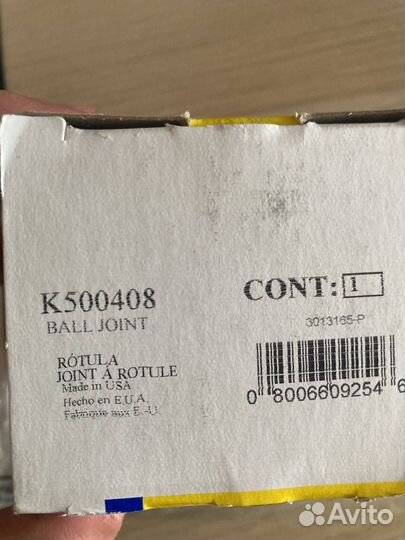 K500408
BALL JOINT
CONT: 1
3013165-P
RÓTULA
JOINT Á ROTULE
Made in USA
Hecho en E.U.A.
Fabrique aux E.-U.
0 8006609254 6
Avito